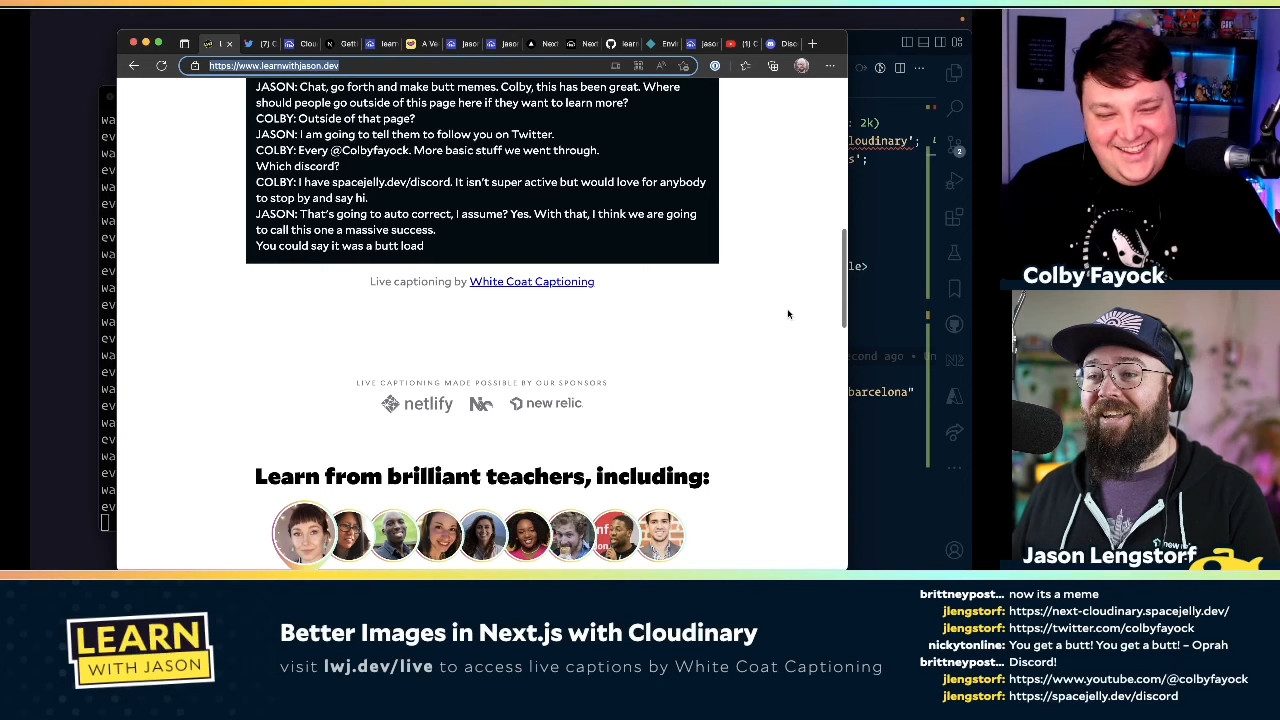 https://www.learnwithjason.dev
JASON: Chat, go forth and make butt memes. Colby, this has been great. Where
should people go outside of this page here if they want to learn more?
COLBY: Outside of that page?
JASON: I am going to tell them to follow you on Twitter.
COLBY: Every @Colbyfayock. More basic stuff we went through.
Which discord?
COLBY: I have spacejelly.dev/discord. It isn't super active but would love for anybody
to stop by and say hi.
JASON: That's going to auto correct, I assume? Yes. With that, I think we are going
to call this one a massive success.
You could say it was a butt load
Live captioning by White Coat Captioning
LIVE CAPTIONING MADE POSSIBLE BY OUR SPONSORS
netlify Nx new relic
Learn from brilliant teachers, including:
: 2k)
loudinary';
s';
le>
barcelona"
2
Colby Fayock
Jason Lengstorf
LEARN
WITH JASON
Better Images in Next.js with Cloudinary
visit lwj.dev/live to access live captions by White Coat Captioning
brittneypost... now its a meme
jlengstorf: https://next-cloudinary.spacejelly.dev/
jlengstorf: https://twitter.com/colbyfayock
nickytonline: You get a butt! You get a butt! – Oprah
brittneypost... Discord!
jlengstorf: https://www.youtube.com/@colbyfayock
jlengstorf: https://spacejelly.dev/discord